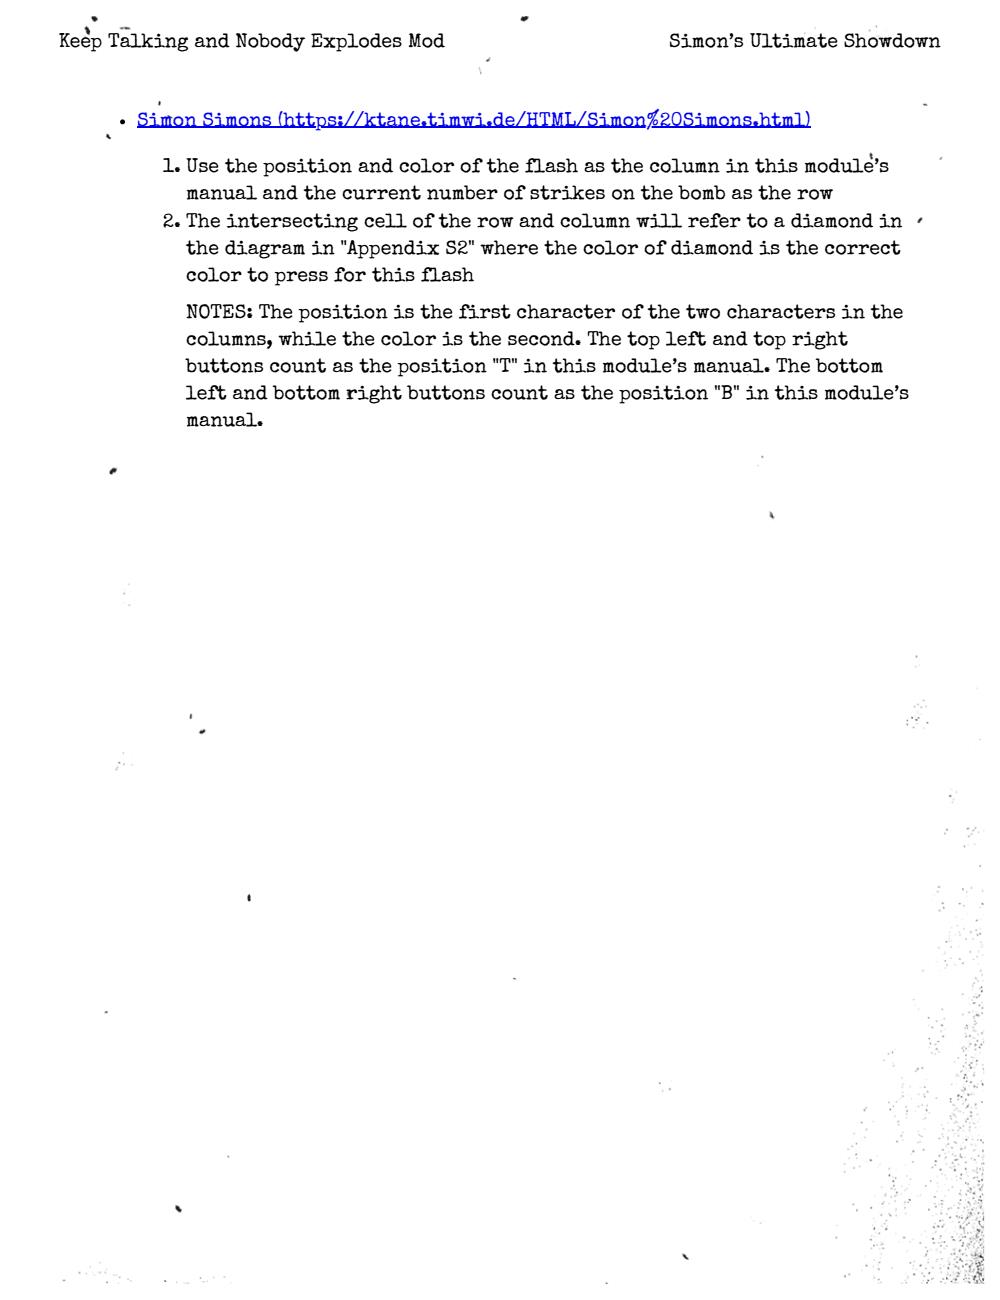 Keep Talking and Nobody Explodes Mod
Simon's Ultimate Showdown
• Simon Simons (https://ktane.timwi.de/HTML/Simon%20Simons.html)
1. Use the position and color of the flash as the column in this module's
manual and the current number of strikes on the bomb as the row
2. The intersecting cell of the row and column will refer to a diamond in
the diagram in "Appendix S2" where the color of diamond is the correct
color to press for this flash
NOTES: The position is the first character of the two characters in the
columns, while the color is the second. The top left and top right
buttons count as the position "T" in this module's manual. The bottom
left and bottom right buttons count as the position "B" in this module's
manual.